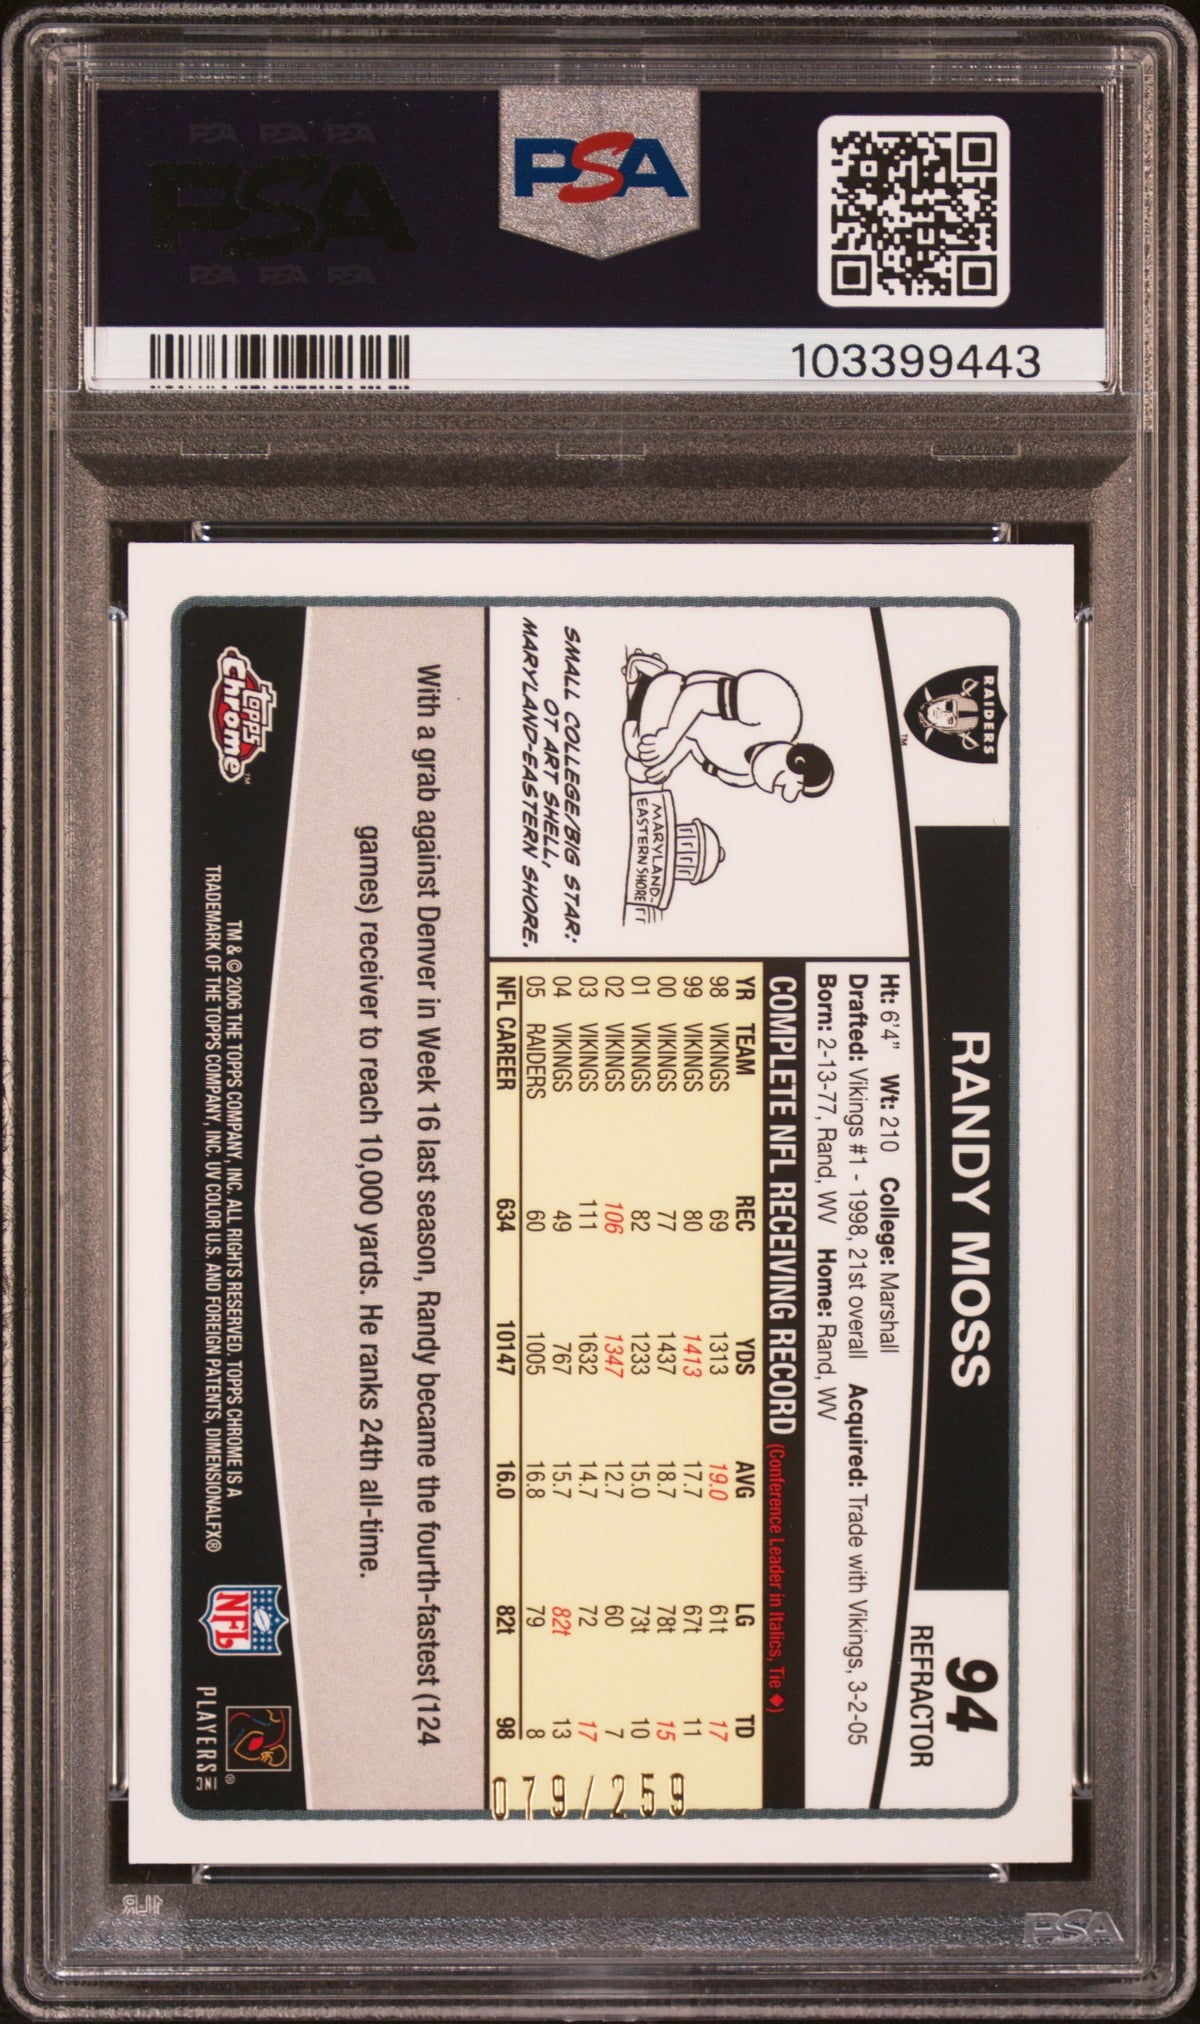 PSA PSA PSA
PSA
PSA PSA PSA
PSA
103399443
RAIDERS
TM
RANDY MOSS
94
REFRACTOR
Ht: 6'4" Wt: 210 College: Marshall
Drafted: Vikings #1 - 1998, 21st overall Acquired: Trade with Vikings, 3-2-05
Born: 2-13-77, Rand, WV Home: Rand, WV
MARYLAND-
EASTERN SHORE
SMALL COLLEGE/BIG STAR:
OT ART SHELL,
MARYLAND-EASTERN SHORE.
COMPLETE NFL RECEIVING RECORD (Conference Leader in Italics, Tie ♦)
YR TEAM REC YDS AVG LG TD
98 VIKINGS 69 1313 19.0 61t 17
99 VIKINGS 80 1413 17.7 67t 11
00 VIKINGS 77 1437 18.7 78t 15
01 VIKINGS 82 1233 15.0 73t 10
02 VIKINGS 106 1347 12.7 60 7
03 VIKINGS 111 1632 14.7 72 17
04 VIKINGS 49 767 15.7 82t 13
05 RAIDERS 60 1005 16.8 79 8
NFL CAREER 634 10147 16.0 82t 98
079/259
With a grab against Denver in Week 16 last season, Randy became the fourth-fastest (124
games) receiver to reach 10,000 yards. He ranks 24th all-time.
Topps
Chrome
TM
TM & © 2006 THE TOPPS COMPANY, INC. ALL RIGHTS RESERVED. TOPPS CHROME IS A
TRADEMARK OF THE TOPPS COMPANY, INC. UV COLOR U.S. AND FOREIGN PATENTS, DIMENSIONALFX®
NFL
PLAYERS INC
®
PSA